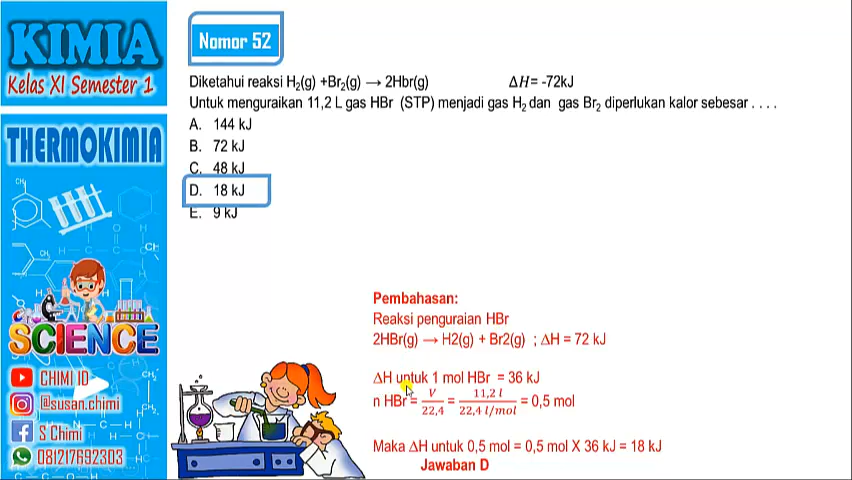 KIMIA
Kelas XI Semester 1
THERMOKIMIA
SCIENCE
CHIMI ID
@susan.chimi
S Chimi
081217692303
Nomor 52
Diketahui reaksi H₂(g) +Br₂(g) → 2Hbr(g) ΔH= -72kJ
Untuk menguraikan 11,2 L gas HBr (STP) menjadi gas H₂ dan gas Br₂ diperlukan kalor sebesar . . . .
A. 144 kJ
B. 72 kJ
C. 48 kJ
D. 18 kJ
E. 9 kJ
Pembahasan:
Reaksi penguraian HBr
2HBr(g) → H2(g) + Br2(g) ; ΔH = 72 kJ
ΔH untuk 1 mol HBr = 36 kJ
n HBr = V/22,4 = 11,2 l/22,4 l/mol = 0,5 mol
Maka ΔH untuk 0,5 mol = 0,5 mol X 36 kJ = 18 kJ
Jawaban D